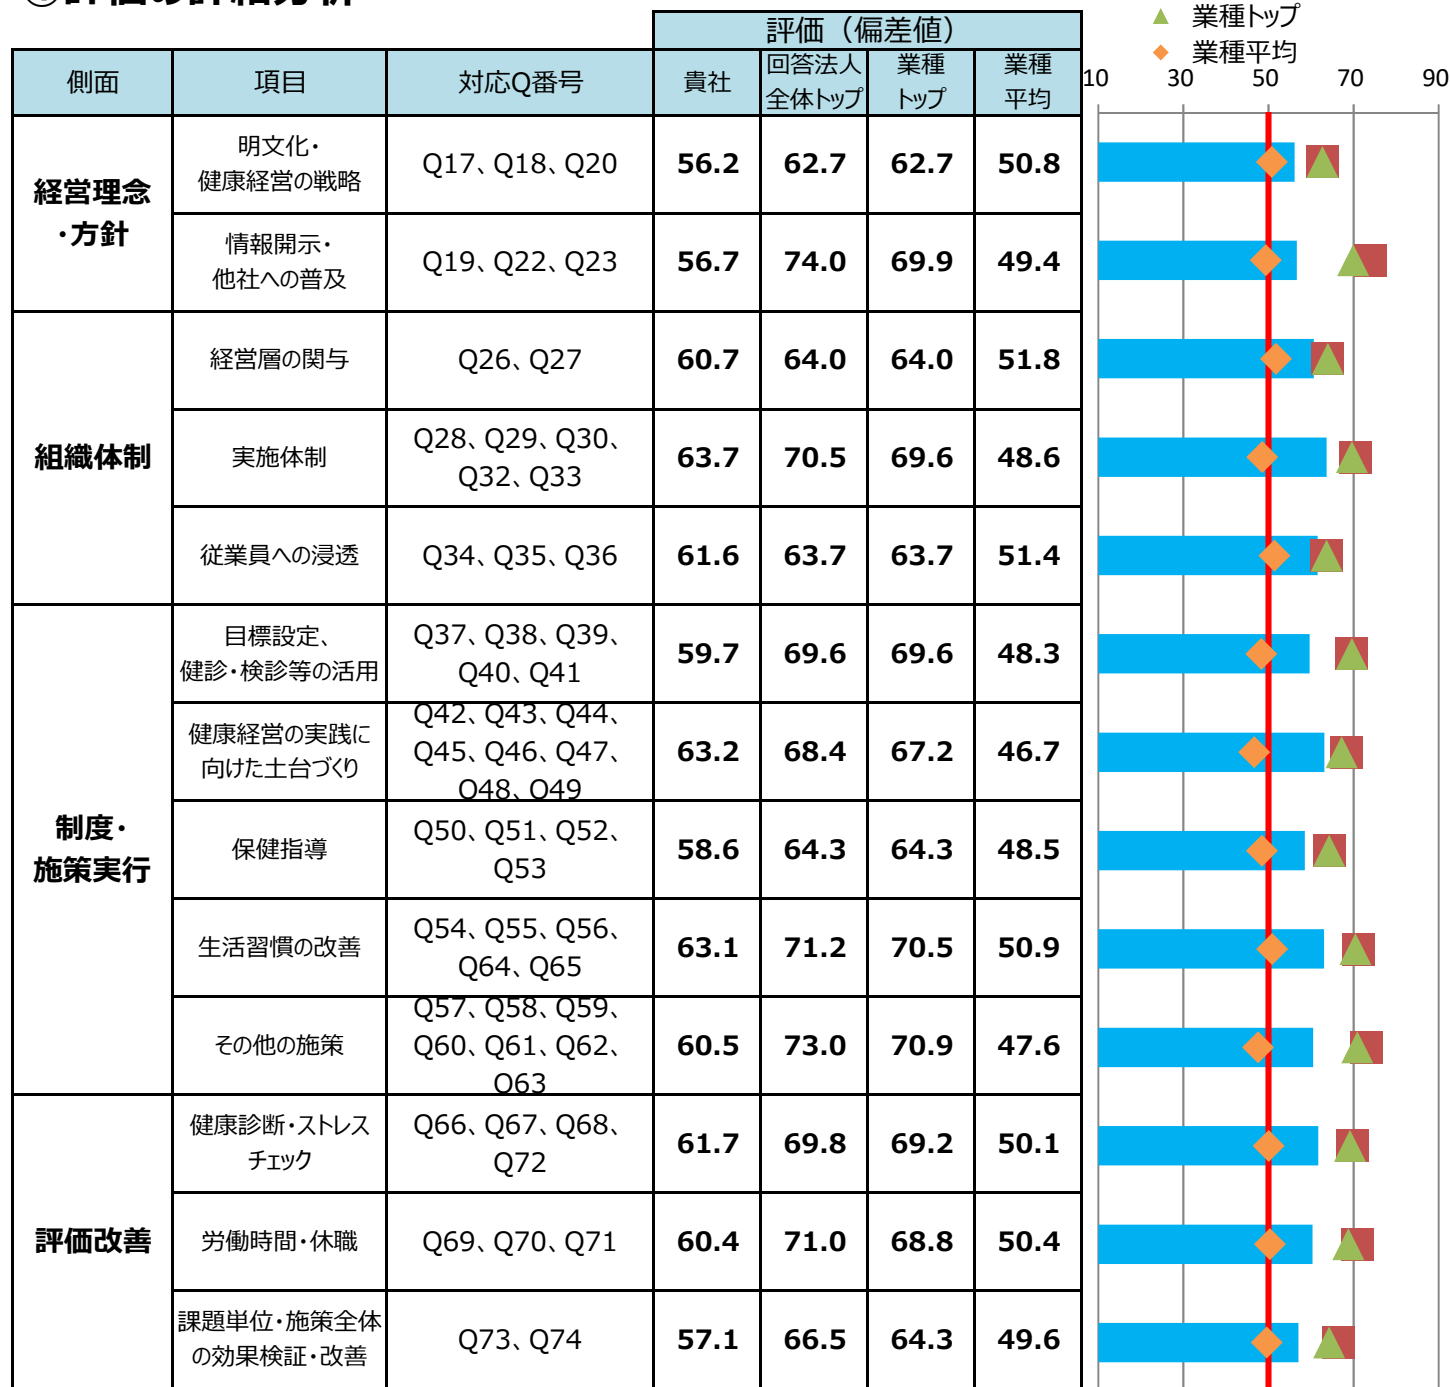 評価（偏差値）
▲ 業種トップ
◆ 業種平均
側面 項目 対応Q番号 貴社 回答法人 業種 業種
全体トップ トップ 平均
10 30 50 70 90
経営理念
・方針
明文化・
健康経営の戦略
Q17、Q18、Q20 56.2 62.7 62.7 50.8
情報開示・
他社への普及
Q19、Q22、Q23 56.7 74.0 69.9 49.4
組織体制
経営層の関与 Q26、Q27 60.7 64.0 64.0 51.8
実施体制
Q28、Q29、Q30、
Q32、Q33
63.7 70.5 69.6 48.6
従業員への浸透 Q34、Q35、Q36 61.6 63.7 63.7 51.4
制度・
施策実行
目標設定、
健診・検診等の活用
Q37、Q38、Q39、
Q40、Q41
59.7 69.6 69.6 48.3
健康経営の実践に
向けた土台づくり
Q42、Q43、Q44、
Q45、Q46、Q47、
Q48、Q49
63.2 68.4 67.2 46.7
保健指導
Q50、Q51、Q52、
Q53
58.6 64.3 64.3 48.5
生活習慣の改善
Q54、Q55、Q56、
Q64、Q65
63.1 71.2 70.5 50.9
その他の施策
Q57、Q58、Q59、
Q60、Q61、Q62、
Q63
60.5 73.0 70.9 47.6
評価改善
健康診断・ストレス
チェック
Q66、Q67、Q68、
Q72
61.7 69.8 69.2 50.1
労働時間・休職 Q69、Q70、Q71 60.4 71.0 68.8 50.4
課題単位・施策全体
の効果検証・改善
Q73、Q74 57.1 66.5 64.3 49.6